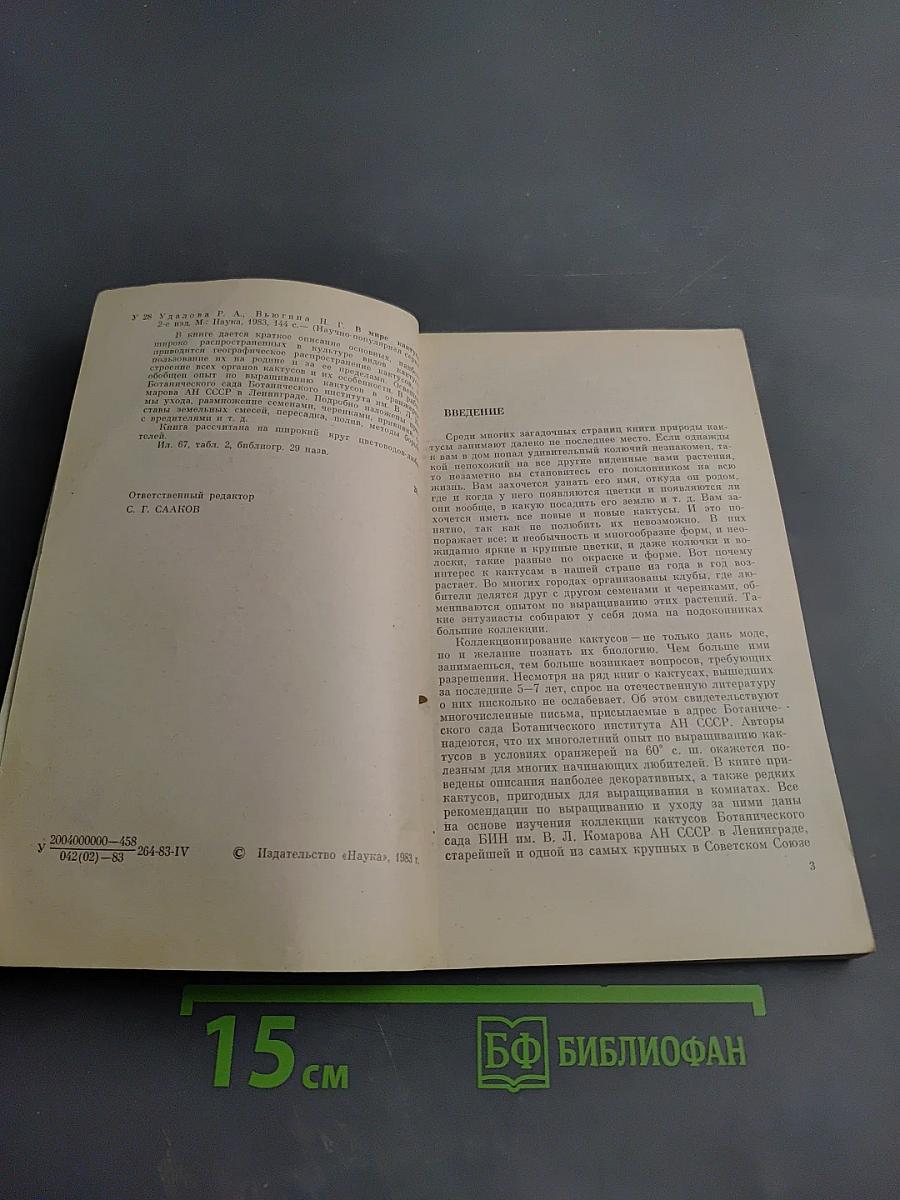 У 28 Удалова Р. А., Вьюгина Н. Г. В мире
2-е изд. М.: Наука, 1983, 144 с.— (Научно-популярная
В книге дается краткое описание основных,
широко распространенных в культуре видов
приводится географическое распространение
пользование их на родине и за ее пределами.
строение всех органов кактусов и их особенности.
обобщен опыт по выращиванию кактусов в
Ботанического сада Ботанического института им. В. Л.
марова АН СССР в Ленинграде. Подробно изложены
мы ухода, размножение семенами, черенками,
ставы земельных смесей, пересадка, полив, методы
с вредителями и т. д.
Книга рассчитана на широкий круг
телей.
Ил. 67, табл. 2, библиогр. 29 назв.
Ответственный редактор
С. Г. СААКОВ
У 2004000000—458
042(02)—83 264-83-IV
© Издательство «Наука», 1983 г.
ВВЕДЕНИЕ
Среди многих загадочных страниц книги природы как-
тусы занимают далеко не последнее место. Если однажды
к вам в дом попал удивительный колючий незнакомец, та-
кой непохожий на все другие виденные вами растения,
то незаметно вы становитесь его поклонником на всю
жизнь. Вам захочется узнать его имя, откуда он родом,
где и когда у него появляются цветки и появляются ли
они вообще, в какую посадить его землю и т. д. Вам за-
хочется иметь все новые и новые кактусы. И это по-
нятно, так как не полюбить их невозможно. В них
поражает все: и необычность и многообразие форм, и нео-
жиданно яркие и крупные цветки, и даже колючки и во-
лоски, такие разные по окраске и форме. Вот почему
интерес к кактусам в нашей стране из года в год воз-
растает. Во многих городах организованы клубы, где лю-
бители делятся друг с другом семенами и черенками, об-
мениваются опытом по выращиванию этих растений. Та-
кие энтузиасты собирают у себя дома на подоконниках
большие коллекции.
Коллекционирование кактусов — не только дань моде,
но и желание познать их биологию. Чем больше ими
занимаешься, тем больше возникает вопросов, требующих
разрешения. Несмотря на ряд книг о кактусах, вышедших
за последние 5—7 лет, спрос на отечественную литературу
о них нисколько не ослабевает. Об этом свидетельствуют
многочисленные письма, присылаемые в адрес Ботаниче-
ского сада Ботанического института АН СССР. Авторы
надеются, что их многолетний опыт по выращиванию как-
тусов в условиях оранжерей на 60° с. ш. окажется по-
лезным для многих начинающих любителей. В книге при-
ведены описания наиболее декоративных, а также редких
кактусов, пригодных для выращивания в комнатах. Все
рекомендации по выращиванию и уходу за ними даны
на основе изучения коллекции кактусов Ботанического
сада БИН им. В. Л. Комарова АН СССР в Ленинграде,
старейшей и одной из самых крупных в Советском Союзе
3
15 см
БФ БИБЛИОФАН